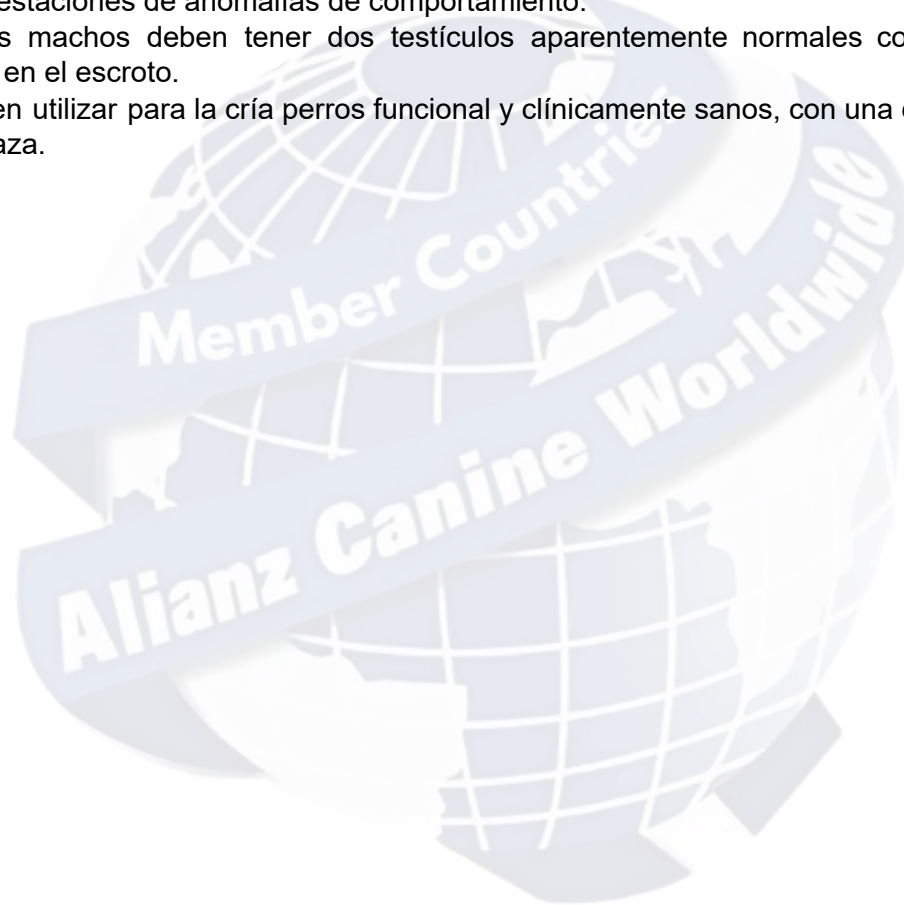 estaciones de anomalías de comportamiento.
s machos deben tener dos testículos aparentemente normales co
en el escroto.
en utilizar para la cría perros funcional y clínicamente sanos, con una
aza.
Member Countries
Alianz Canine Worldwide